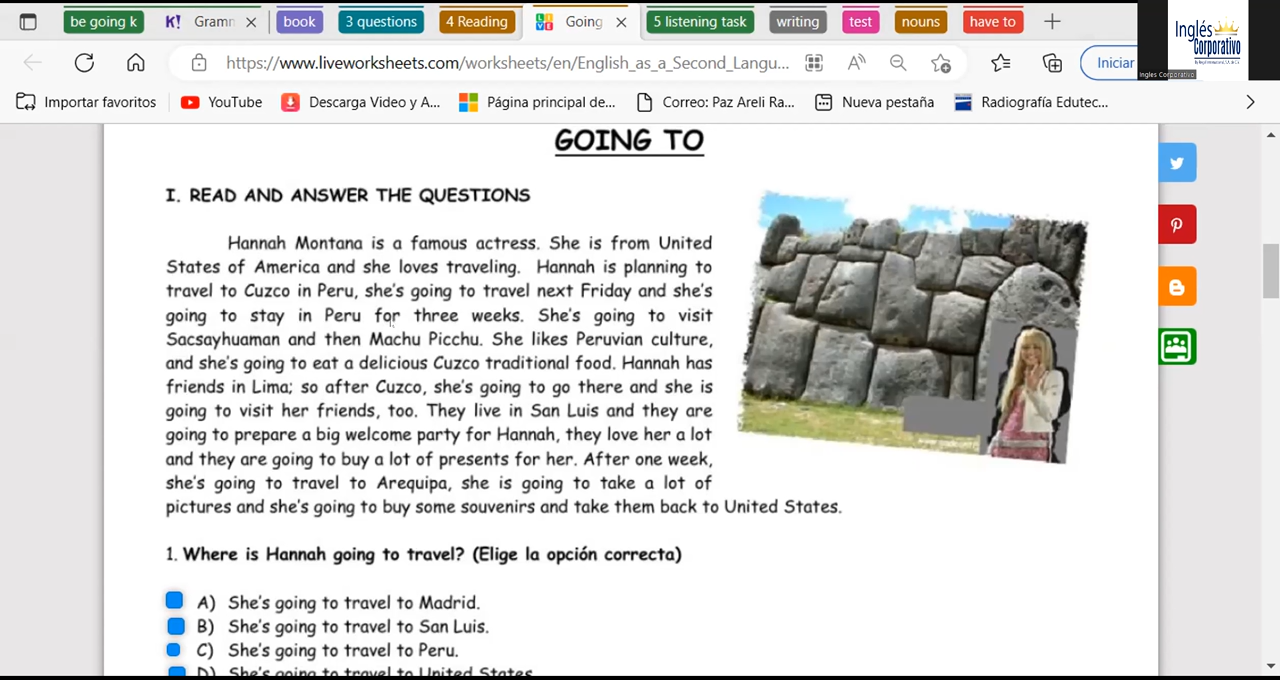 be going k
Gramn
book
3 questions
4 Reading
Going
5 listening task
writing
test
nouns
have to
Inglés
Corporativo
Ingles Corporativo
https://www.liveworksheets.com/worksheets/en/English_as_a_Second_Langu...
Iniciar
Importar favoritos
YouTube
Descarga Video y A...
Página principal de...
Correo: Paz Areli Ra...
Nueva pestaña
Radiografía Edutec...
GOING TO
I. READ AND ANSWER THE QUESTIONS
Hannah Montana is a famous actress. She is from United
States of America and she loves traveling. Hannah is planning to
travel to Cuzco in Peru, she's going to travel next Friday and she's
going to stay in Peru for three weeks. She's going to visit
Sacsayhuaman and then Machu Picchu. She likes Peruvian culture,
and she's going to eat a delicious Cuzco traditional food. Hannah has
friends in Lima; so after Cuzco, she's going to go there and she is
going to visit her friends, too. They live in San Luis and they are
going to prepare a big welcome party for Hannah, they love her a lot
and they are going to buy a lot of presents for her. After one week,
she's going to travel to Arequipa, she is going to take a lot of
pictures and she's going to buy some souvenirs and take them back to United States.
1. Where is Hannah going to travel? (Elige la opción correcta)
A) She's going to travel to Madrid.
B) She's going to travel to San Luis.
C) She's going to travel to Peru.
D) She's going to travel to United States